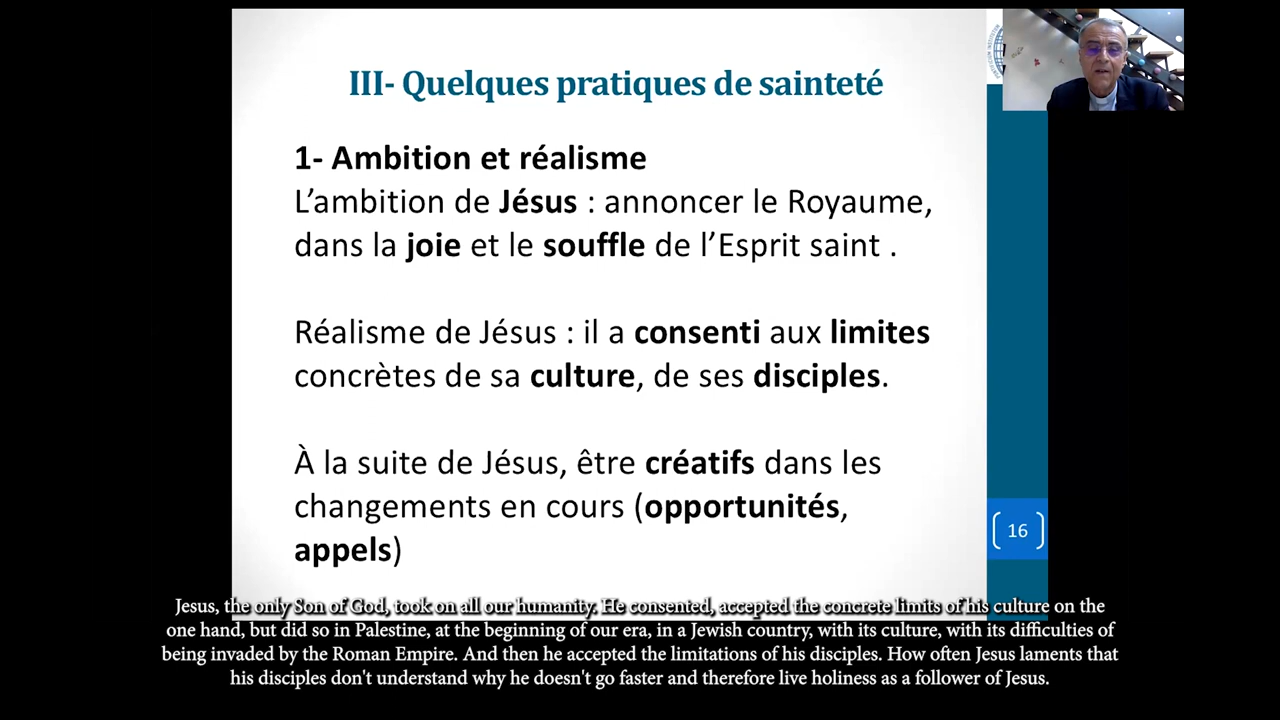 III- Quelques pratiques de sainteté
1- Ambition et réalisme
L’ambition de Jésus : annoncer le Royaume,
dans la joie et le souffle de l’Esprit saint .
Réalisme de Jésus : il a consenti aux limites
concrètes de sa culture, de ses disciples.
À la suite de Jésus, être créatifs dans les
changements en cours (opportunités,
appels)
16
Jesus, the only Son of God, took on all our humanity. He consented, accepted the concrete limits of his culture on the
one hand, but did so in Palestine, at the beginning of our era, in a Jewish country, with its culture, with its difficulties of
being invaded by the Roman Empire. And then he accepted the limitations of his disciples. How often Jesus laments that
his disciples don't understand why he doesn't go faster and therefore live holiness as a follower of Jesus.